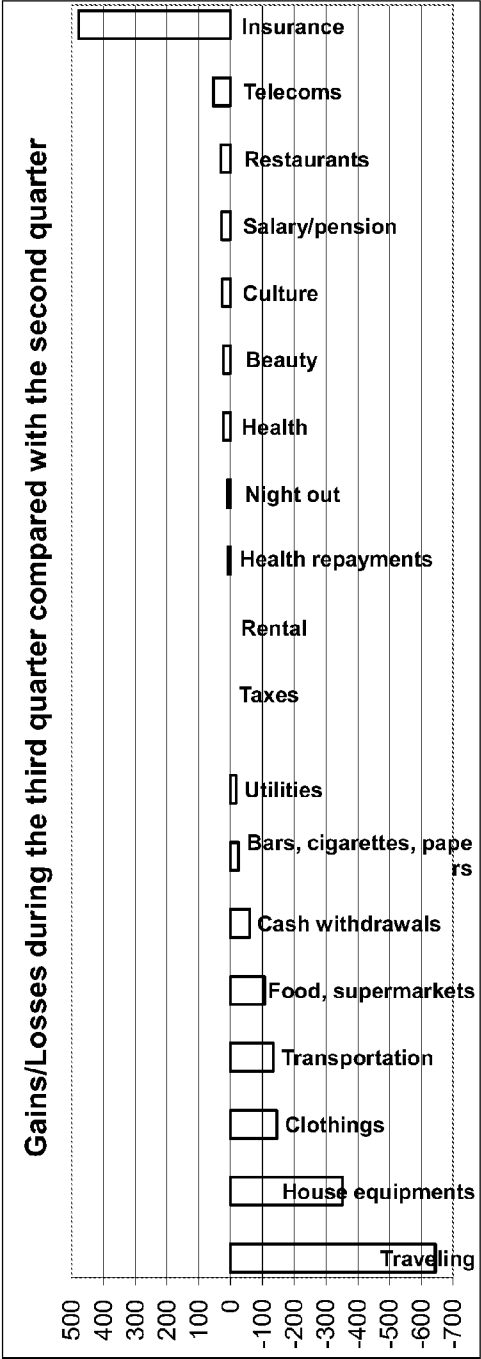 Gains/Losses during the third quarter compared with the second quarter
Insurance
Telecoms
Restaurants
Salary/pension
Culture
Beauty
Health
Night out
Health repayments
Rental
Taxes
Utilities
Bars, cigarettes, pape
rs
Cash withdrawals
Food, supermarkets
Transportation
Clothings
House equipments
Traveling
500
400
300
200
100
0
-100
-200
-300
-400
-500
-600
-700